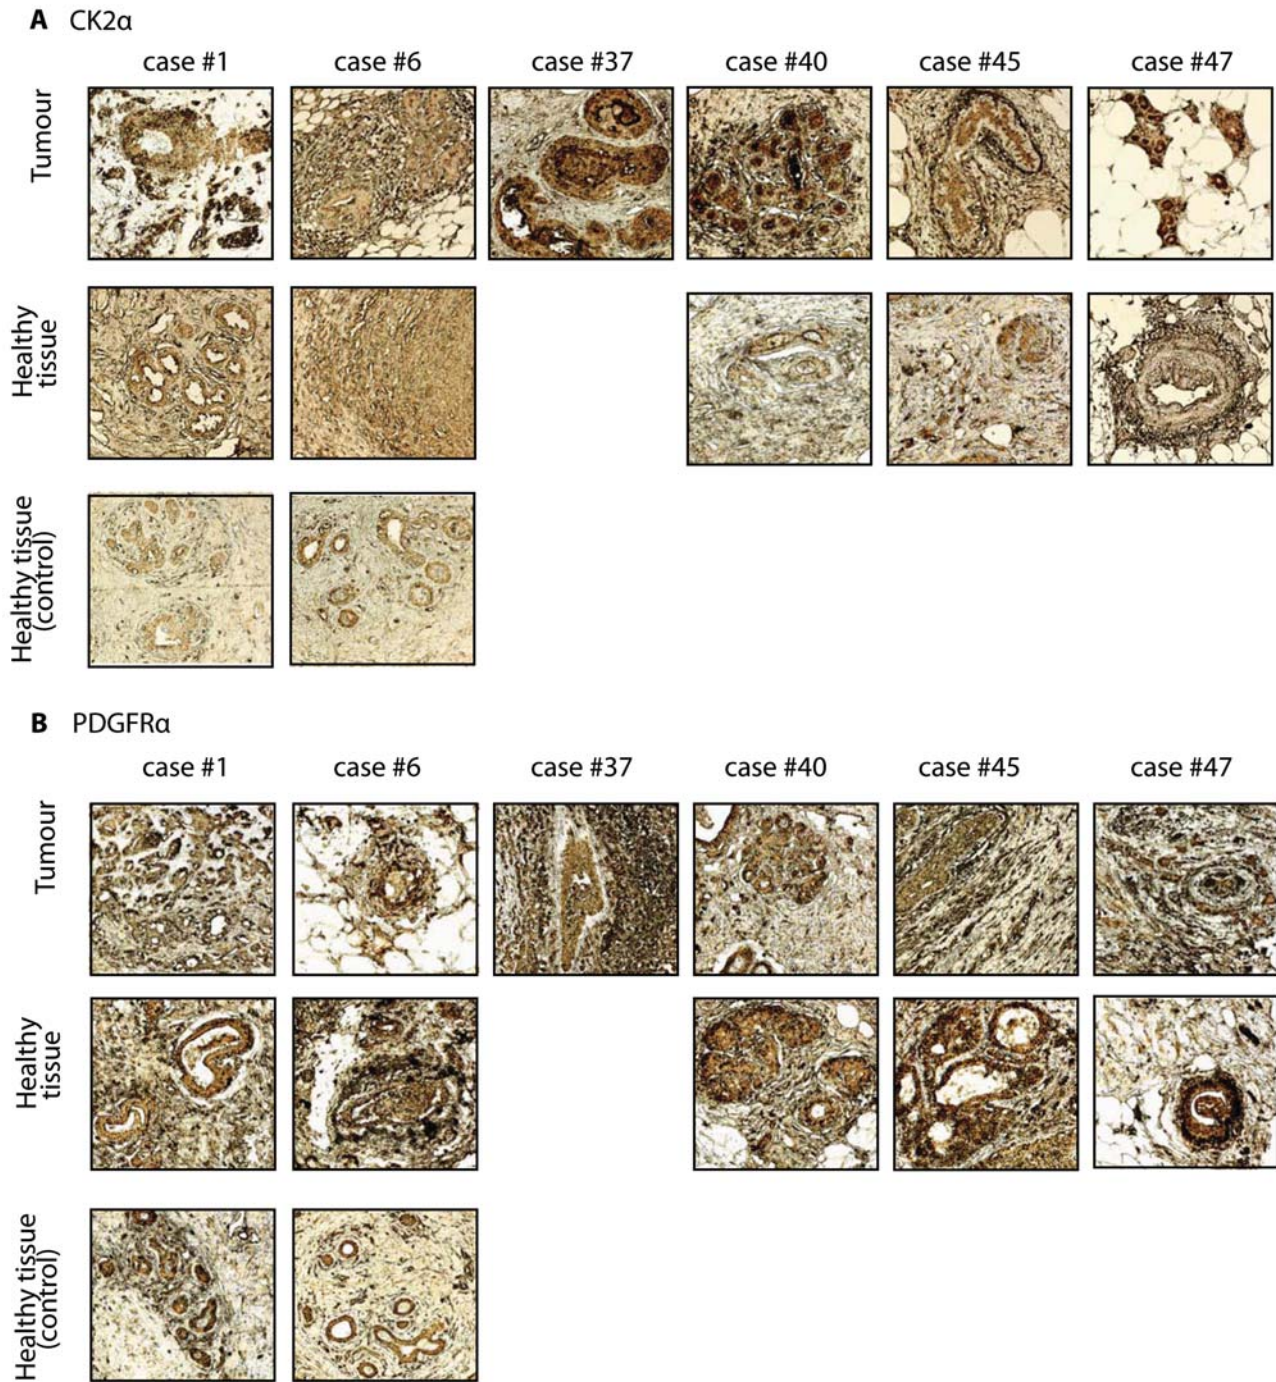 A CK2α
case #1 case #6 case #37 case #40 case #45 case #47
Tumour
Healthy
tissue
Healthy tissue
(control)
B PDGFRα
case #1 case #6 case #37 case #40 case #45 case #47
Tumour
Healthy
tissue
Healthy tissue
(control)